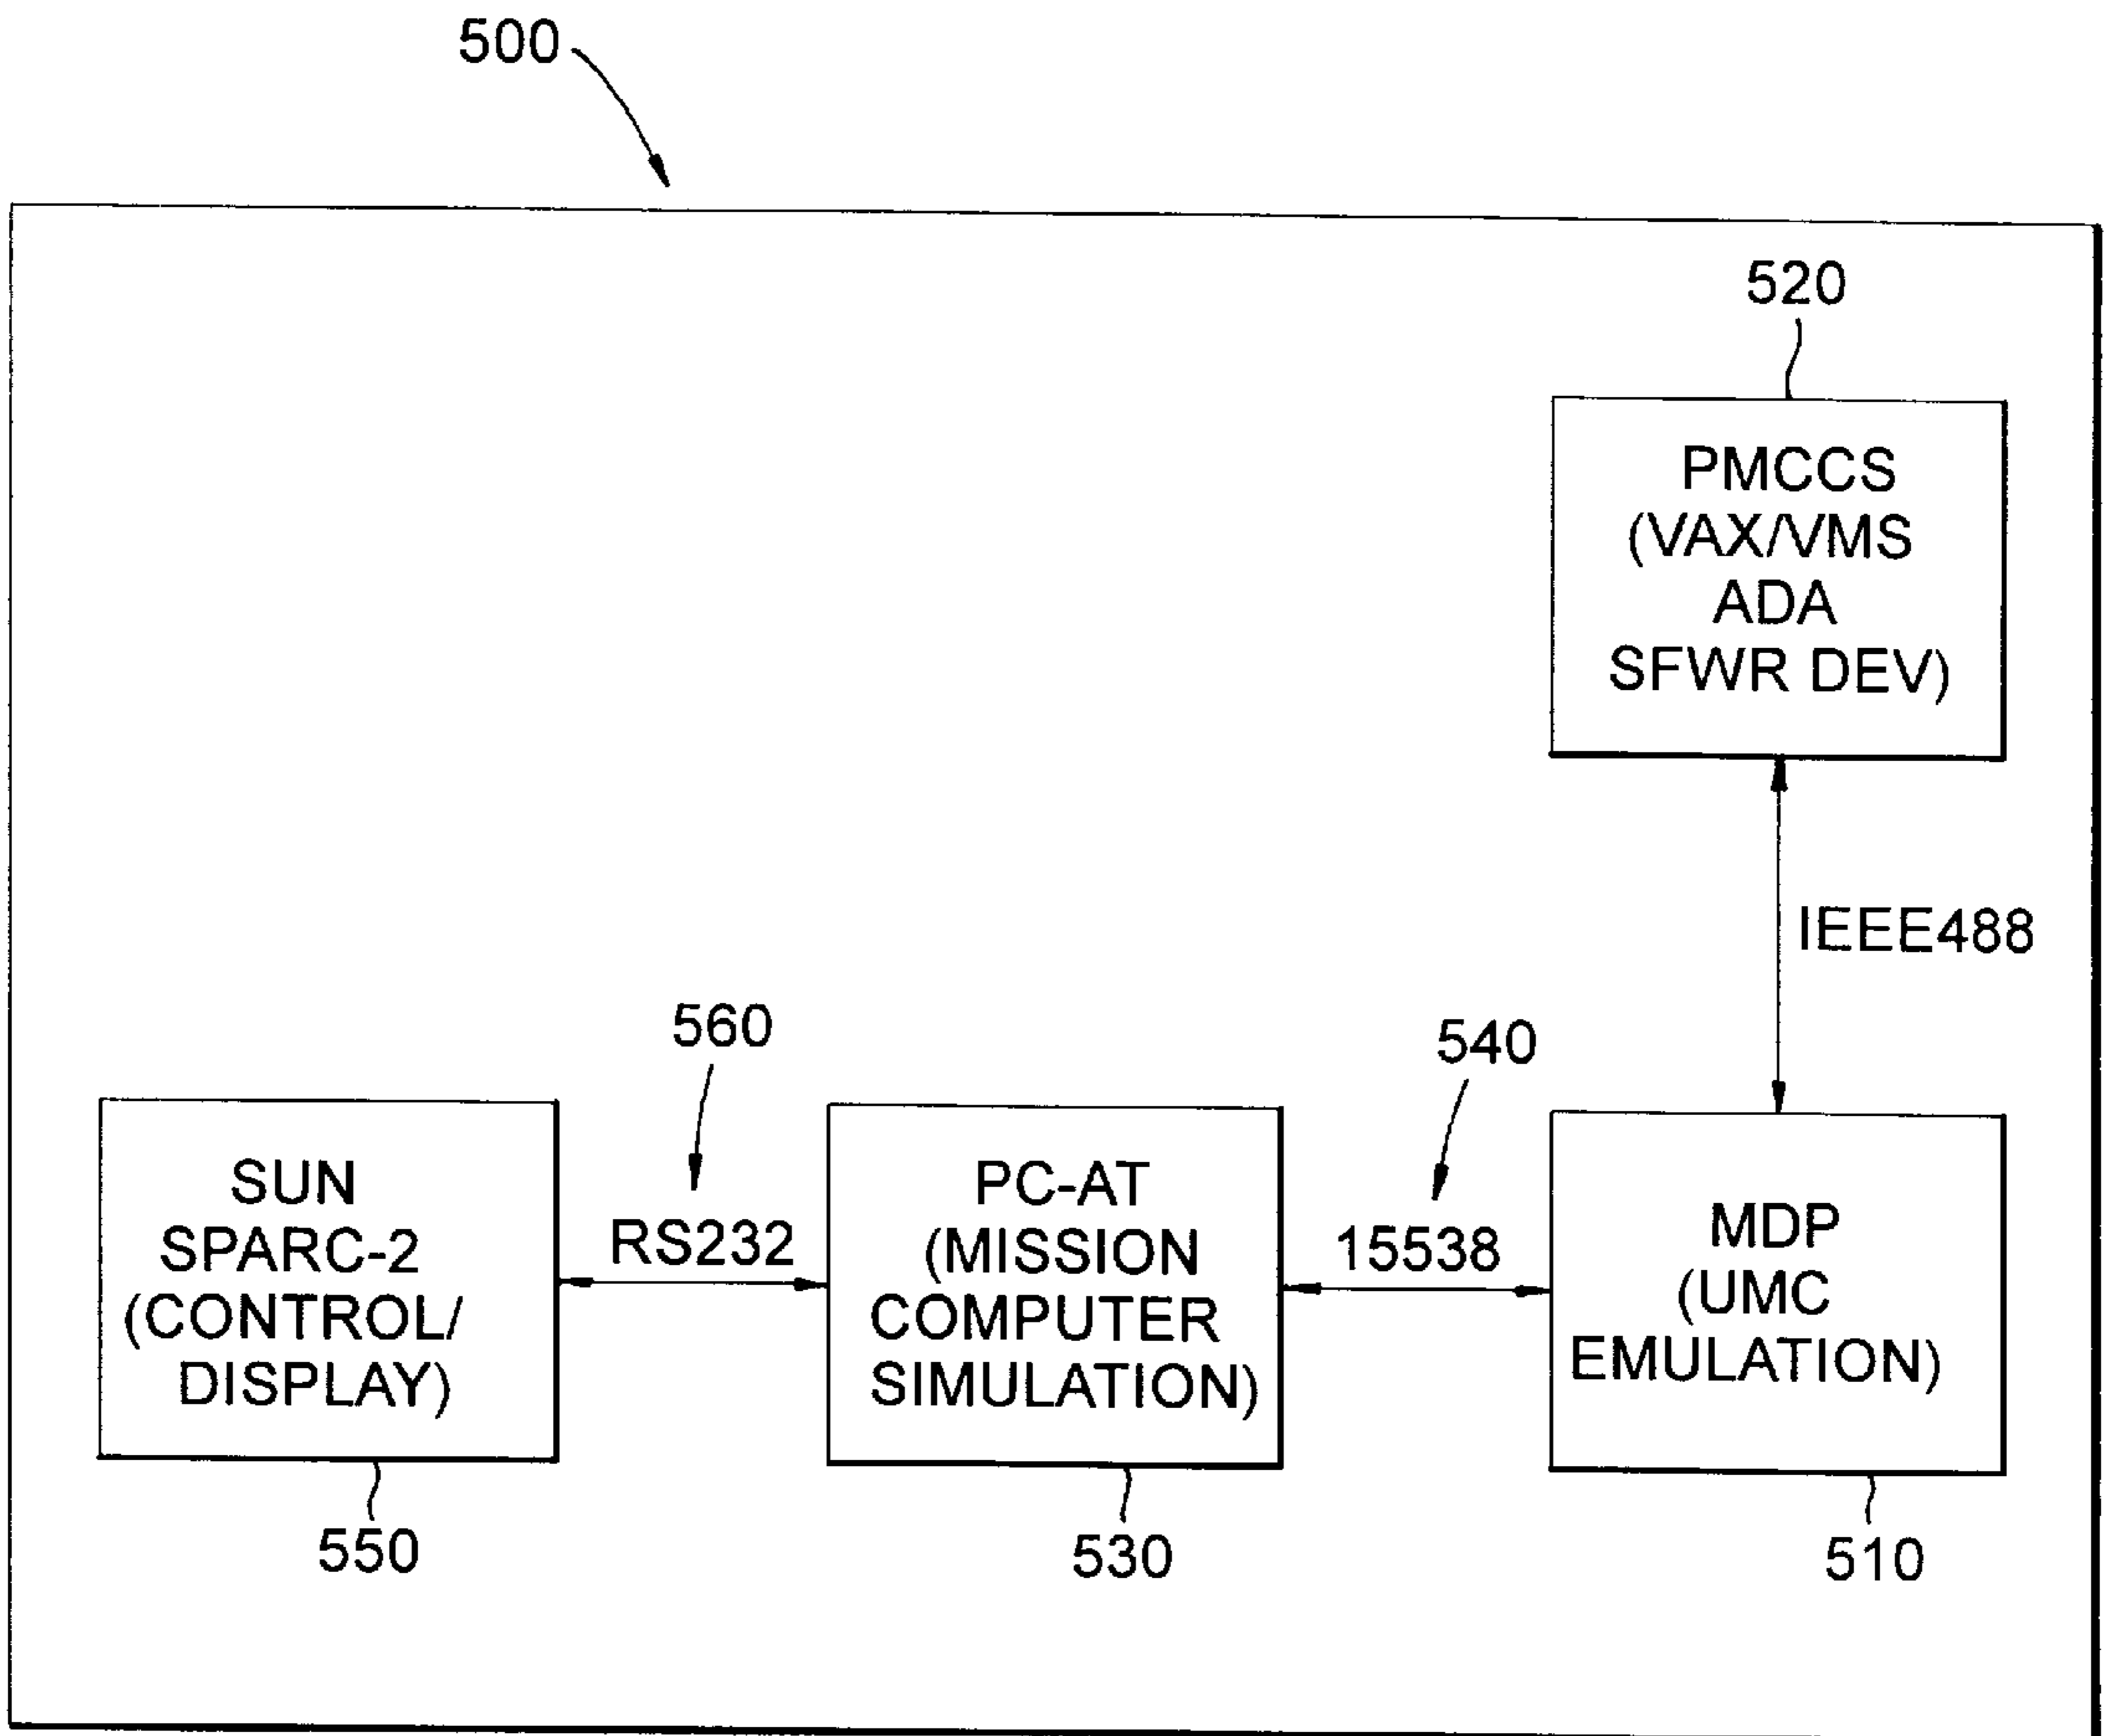 500
520
PMCCS
(VAX/VMS
ADA
SFWR DEV)
IEEE488
560
540
SUN
SPARC-2
(CONTROL/
DISPLAY)
RS232
PC-AT
(MISSION
COMPUTER
SIMULATION)
15538
MDP
(UMC
EMULATION)
550
530
510